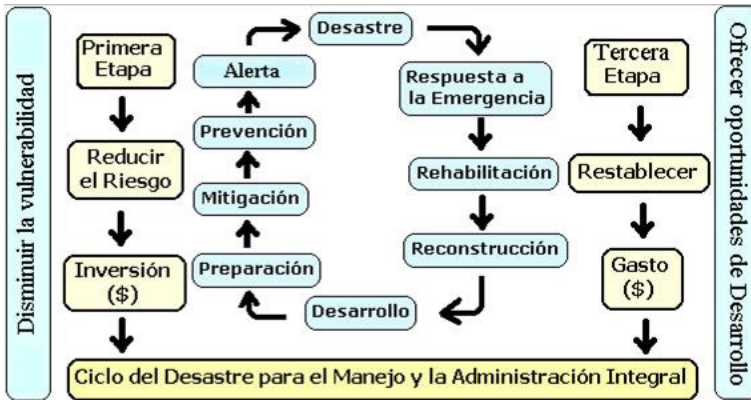 Disminuir la vulnerabilidad
Primera
Etapa
Reducir
el Riesgo
Inversión
($)
Desastre
Alerta
Prevención
Mitigación
Preparación
Desarrollo
Respuesta a
la Emergencia
Rehabilitación
Reconstrucción
Tercera
Etapa
Restablecer
Gasto
($)
Ofrecer oportunidades de Desarrollo
Ciclo del Desastre para el Manejo y la Administración Integral